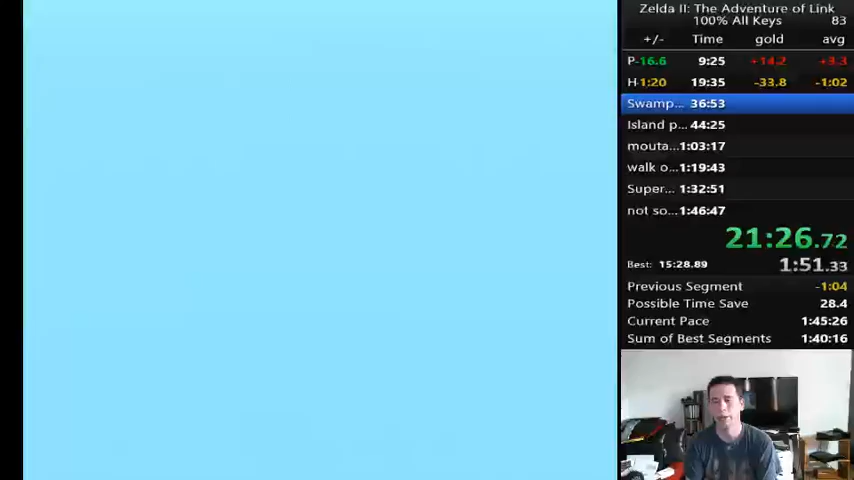 Zelda II: The Adventure of Link
100% All Keys 83
+/- Time gold avg
P-16.6 9:25 +14.2 +3.3
H-1:20 19:35 -33.8 -1:02
Swamp... 36:53
Island p... 44:25
mouta... 1:03:17
walk o... 1:19:43
Super... 1:32:51
not so... 1:46:47
21:26.72
Best: 15:28.89 1:51.33
Previous Segment -1:04
Possible Time Save 28.4
Current Pace 1:45:26
Sum of Best Segments 1:40:16